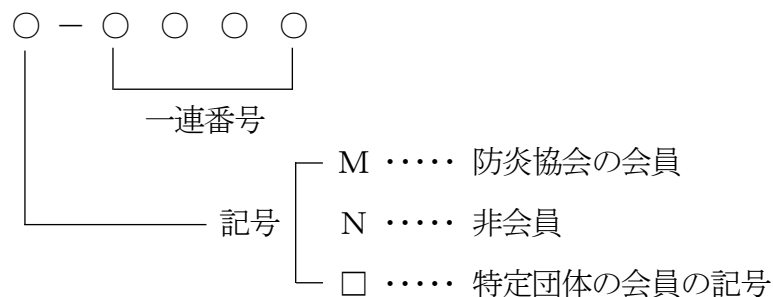 ○－○○○○
一連番号
M ····· 防炎協会の会員
記号 N ····· 非会員
□ ····· 特定団体の会員の記号